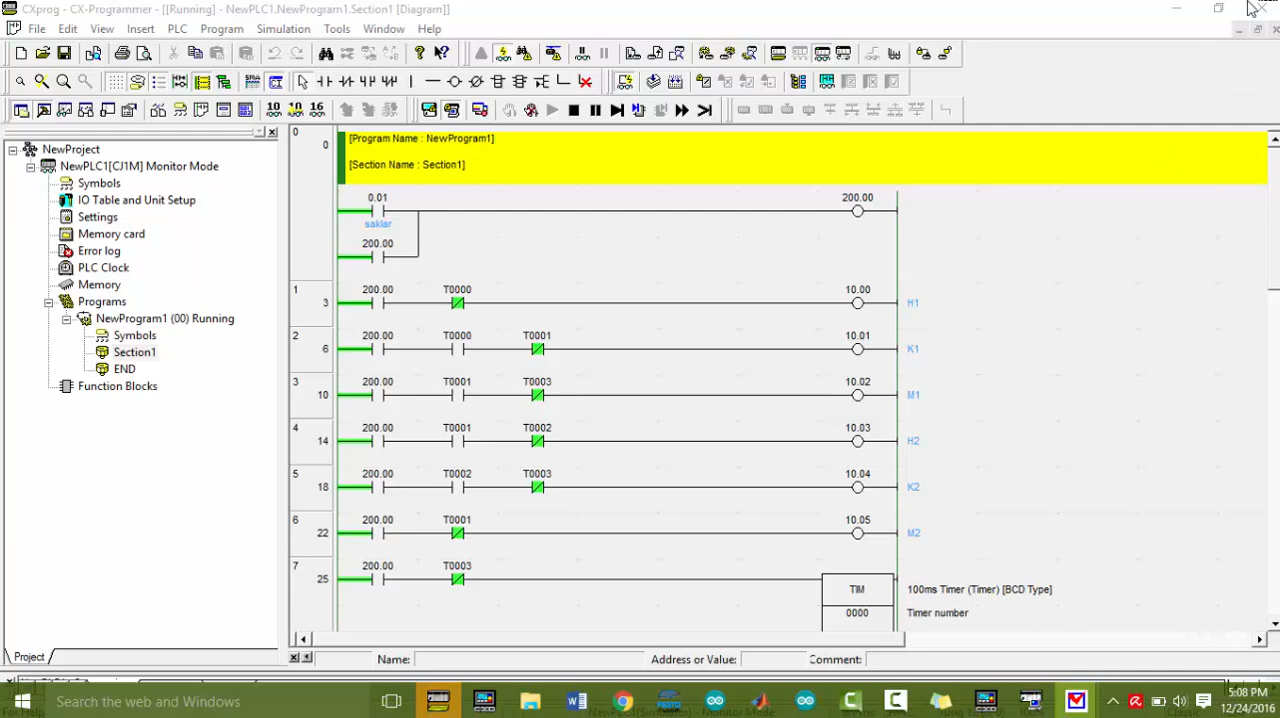 CXprog - CX-Programmer - [[Running] - NewPLC1.NewProgram1.Section1 [Diagram]]
File Edit View Insert PLC Program Simulation Tools Window Help
SMA
10 10 16
NewProject
NewPLC1[CJ1M] Monitor Mode
Symbols
IO Table and Unit Setup
Settings
Memory card
Error log
PLC Clock
Memory
Programs
NewProgram1 (00) Running
Symbols
Section1
END
Function Blocks
Project
0
0
[Program Name : NewProgram1]
[Section Name : Section1]
0.01 200.00
saklar
200.00
1 200.00 T0000 10.00
3 H1
2 200.00 T0000 T0001 10.01
6 K1
3 200.00 T0001 T0003 10.02
10 M1
4 200.00 T0001 T0002 10.03
14 H2
5 200.00 T0002 T0003 10.04
18 K2
6 200.00 T0001 10.05
22 M2
7 200.00 T0003
25
TIM 100ms Timer (Timer) [BCD Type]
0000 Timer number
Name: Address or Value: Comment:
Search the web and Windows
5:08 PM
12/24/2016